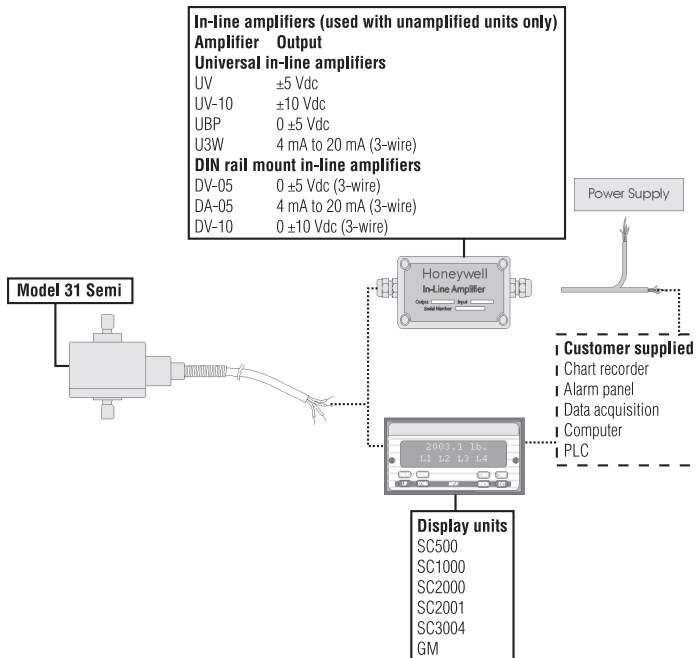 In-line amplifiers (used with unamplified units only)
Amplifier Output
Universal in-line amplifiers
UV ±5 Vdc
UV-10 ±10 Vdc
UBP 0 ±5 Vdc
U3W 4 mA to 20 mA (3-wire)
DIN rail mount in-line amplifiers
DV-05 0 ±5 Vdc (3-wire)
DA-05 4 mA to 20 mA (3-wire)
DV-10 0 ±10 Vdc (3-wire)
Power Supply
Honeywell
In-Line Amplifier
Output Input
Serial Number
Model 31 Semi
Customer supplied
Chart recorder
Alarm panel
Data acquisition
Computer
PLC
2003.1 lb.
L1 L2 L3 L4
UP DOWN SETUP ENTER EXIT
Display units
SC500
SC1000
SC2000
SC2001
SC3004
GM